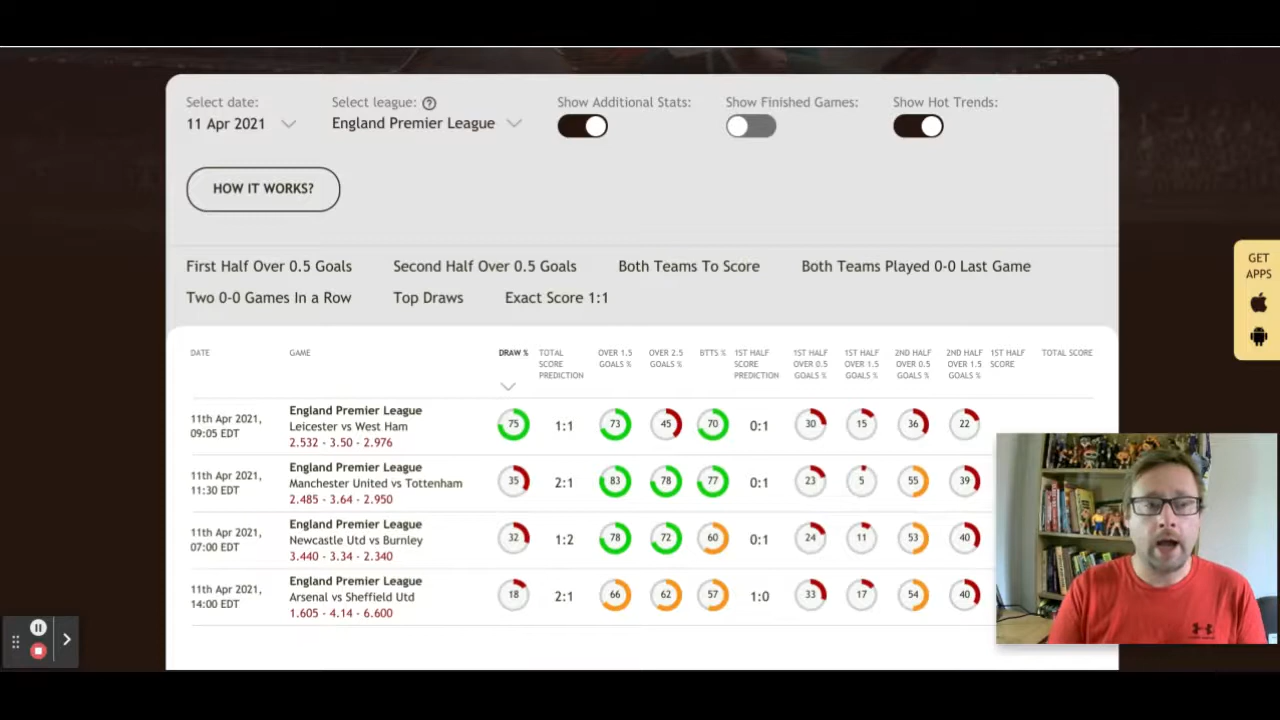 Select date:
Select league: ?
Show Additional Stats:
Show Finished Games:
Show Hot Trends:
11 Apr 2021
England Premier League
HOW IT WORKS?
GET
APPS
First Half Over 0.5 Goals
Second Half Over 0.5 Goals
Both Teams To Score
Both Teams Played 0-0 Last Game
Two 0-0 Games In a Row
Top Draws
Exact Score 1:1
DATE
GAME
DRAW %
TOTAL
SCORE
PREDICTION
OVER 1.5
GOALS %
OVER 2.5
GOALS %
BTTS %
1ST HALF
SCORE
PREDICTION
1ST HALF
OVER 0.5
GOALS %
1ST HALF
OVER 1.5
GOALS %
2ND HALF
OVER 0.5
GOALS %
2ND HALF
OVER 1.5
GOALS %
1ST HALF
SCORE
TOTAL SCORE
11th Apr 2021,
09:05 EDT
England Premier League
Leicester vs West Ham
2.532 - 3.50 - 2.976
75
1:1
73
45
70
0:1
30
15
36
22
11th Apr 2021,
11:30 EDT
England Premier League
Manchester United vs Tottenham
2.485 - 3.64 - 2.950
35
2:1
83
78
77
0:1
23
5
55
39
11th Apr 2021,
07:00 EDT
England Premier League
Newcastle Utd vs Burnley
3.440 - 3.34 - 2.340
32
1:2
78
72
60
0:1
24
11
53
40
11th Apr 2021,
14:00 EDT
England Premier League
Arsenal vs Sheffield Utd
1.605 - 4.14 - 6.600
18
2:1
66
62
57
1:0
33
17
54
40